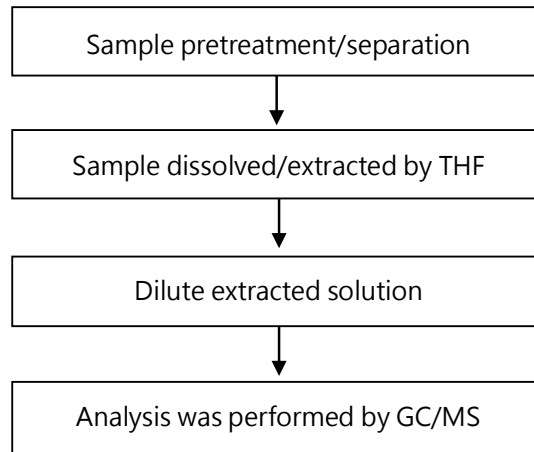 Sample pretreatment/separation
Sample dissolved/extracted by THF
Dilute extracted solution
Analysis was performed by GC/MS